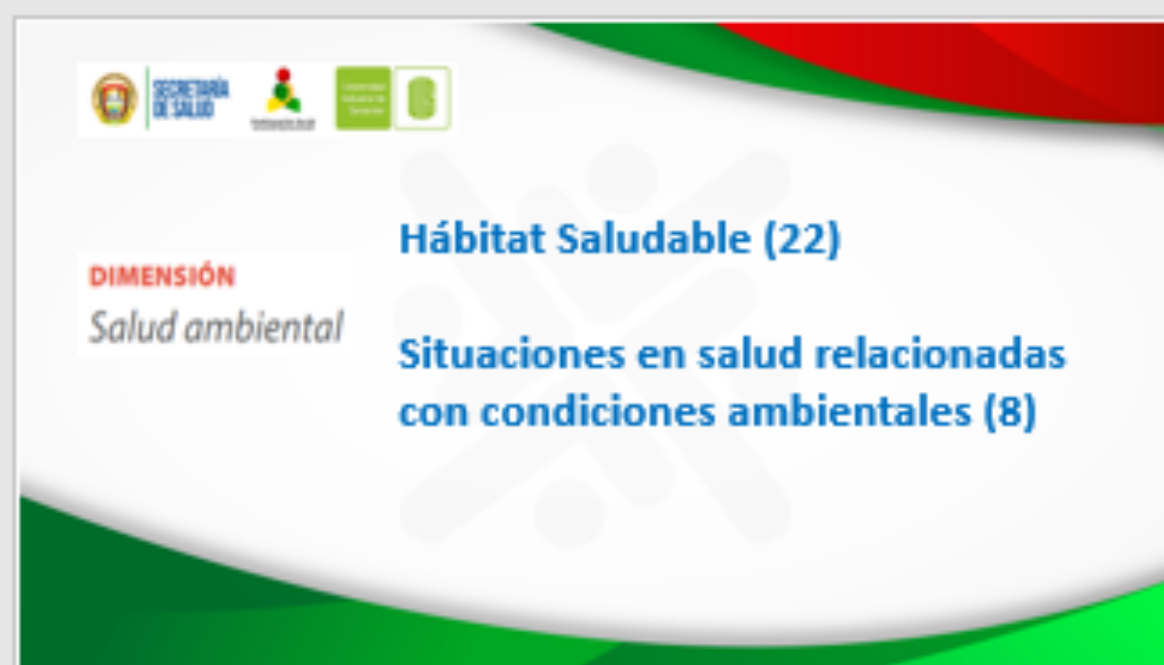 SECRETARÍA
DE SALUD
Hábitat Saludable (22)
DIMENSIÓN
Salud ambiental
Situaciones en salud relacionadas
con condiciones ambientales (8)